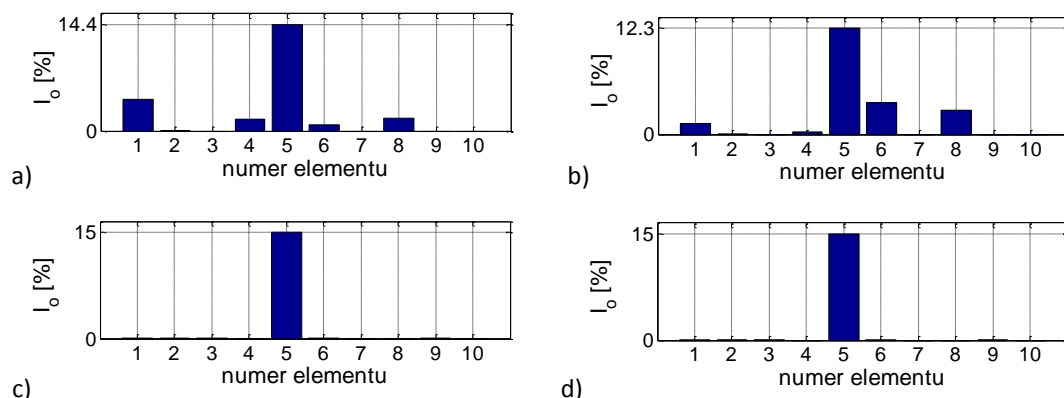 14.4
I_o [%]
0
1 2 3 4 5 6 7 8 9 10
numer elementu
a)
12.3
I_o [%]
0
1 2 3 4 5 6 7 8 9 10
numer elementu
b)
15
I_o [%]
0
1 2 3 4 5 6 7 8 9 10
numer elementu
c)
15
I_o [%]
0
1 2 3 4 5 6 7 8 9 10
numer elementu
d)